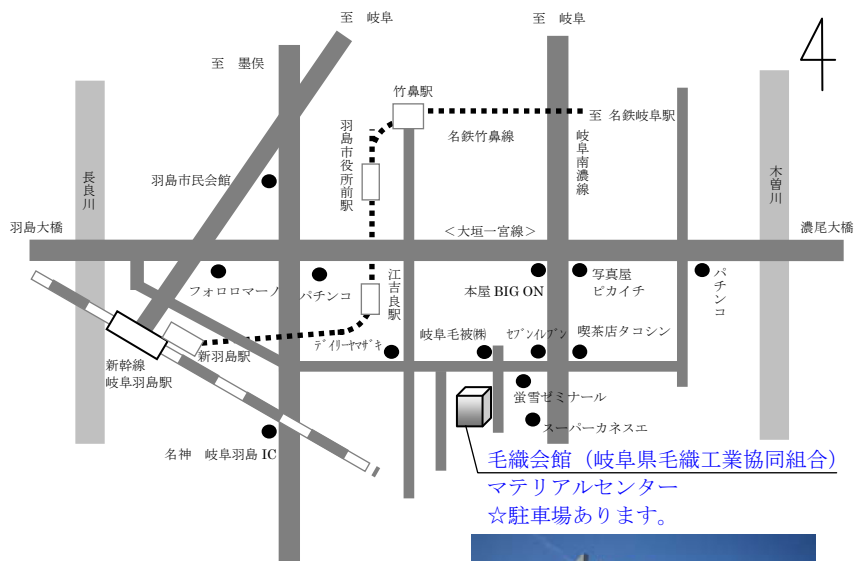 至　岐阜
至　岐阜
至　墨俣
竹鼻駅
至 名鉄岐阜駅
名鉄竹鼻線
羽島市役所前駅
岐阜南濃線
長良川
木曽川
羽島市民会館
羽島大橋
＜大垣一宮線＞
濃尾大橋
フォロロマーノ
パチンコ
江吉良駅
本屋 BIG ON
写真屋
ピカイチ
パチンコ
新羽島駅
ﾃﾞｲﾘｰﾔﾏｻﾞｷ
岐阜毛被㈱
ｾﾌﾞﾝｲﾚﾌﾞﾝ
喫茶店タコシン
新幹線
岐阜羽島駅
蛍雪ゼミナール
スーパーカネスエ
名神　岐阜羽島 IC
毛織会館（岐阜県毛織工業協同組合）
マテリアルセンター
☆駐車場あります。